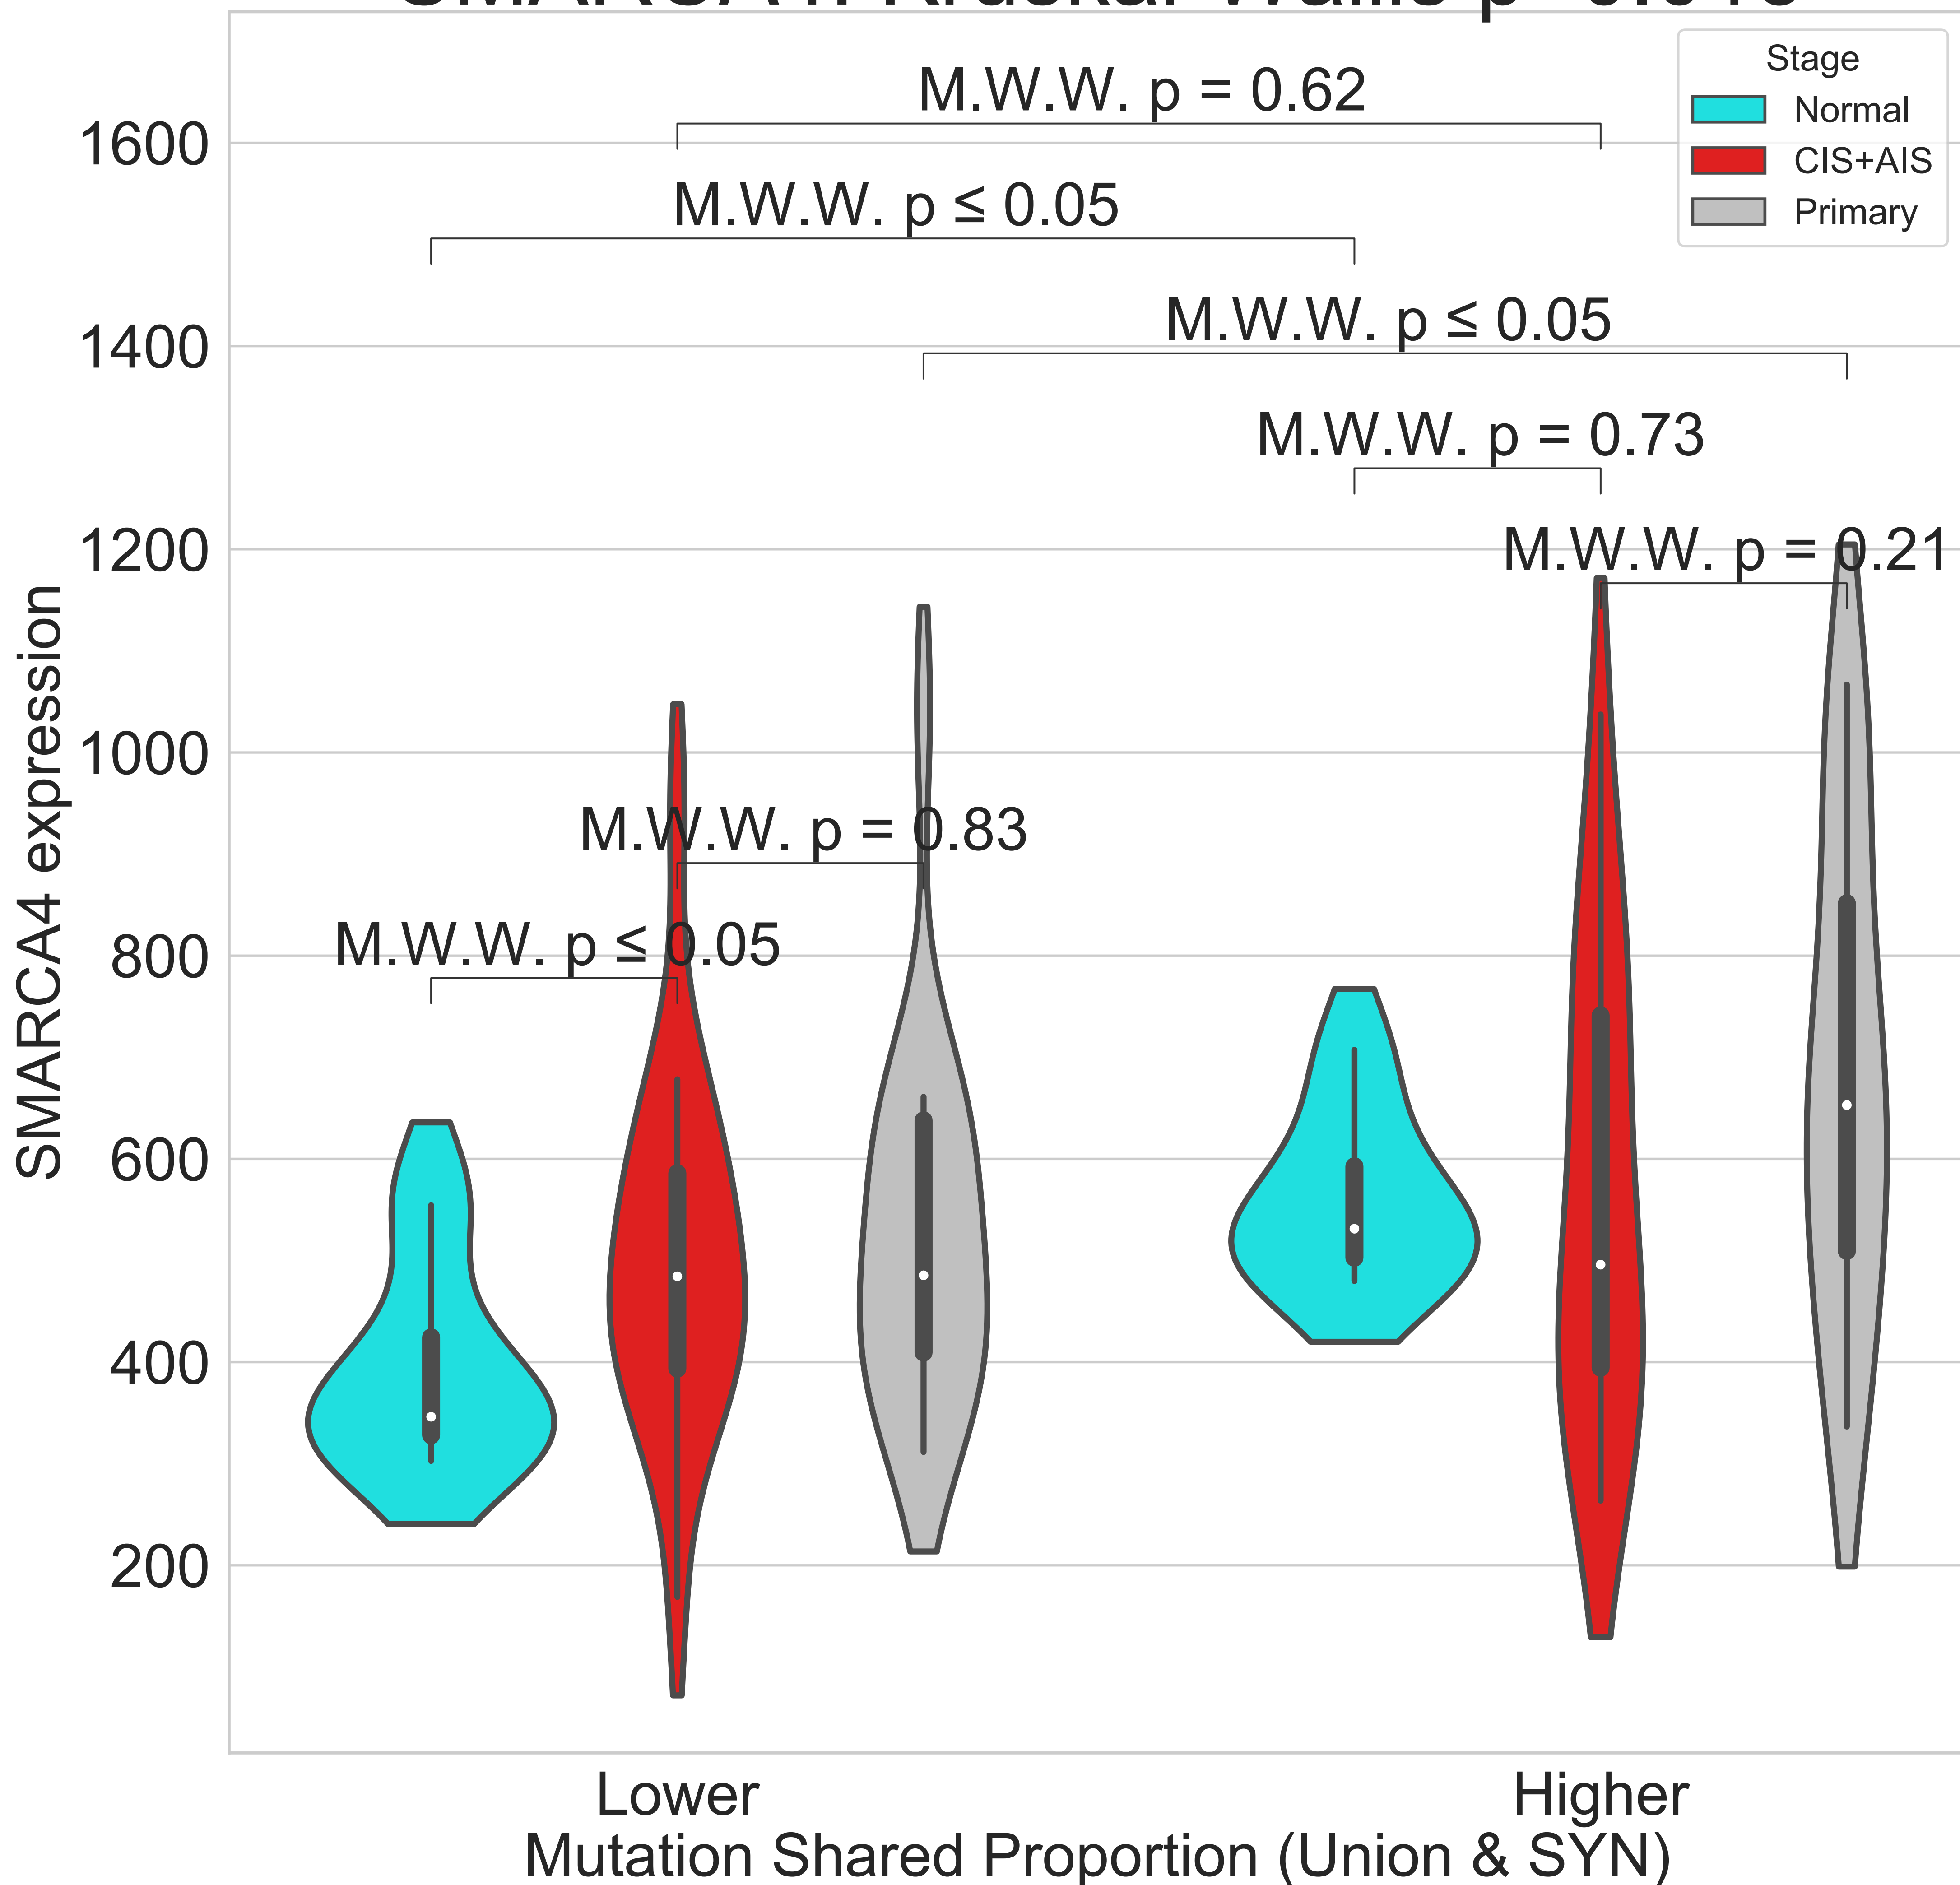 Stage
Normal
CIS+AIS
Primary
M.W.W. p = 0.62
M.W.W. p ≤ 0.05
M.W.W. p ≤ 0.05
M.W.W. p = 0.73
M.W.W. p = 0.21
M.W.W. p = 0.83
M.W.W. p ≤ 0.05
1600
1400
1200
1000
800
600
400
200
SMARCA4 expression
Lower
Higher
Mutation Shared Proportion (Union & SYN)